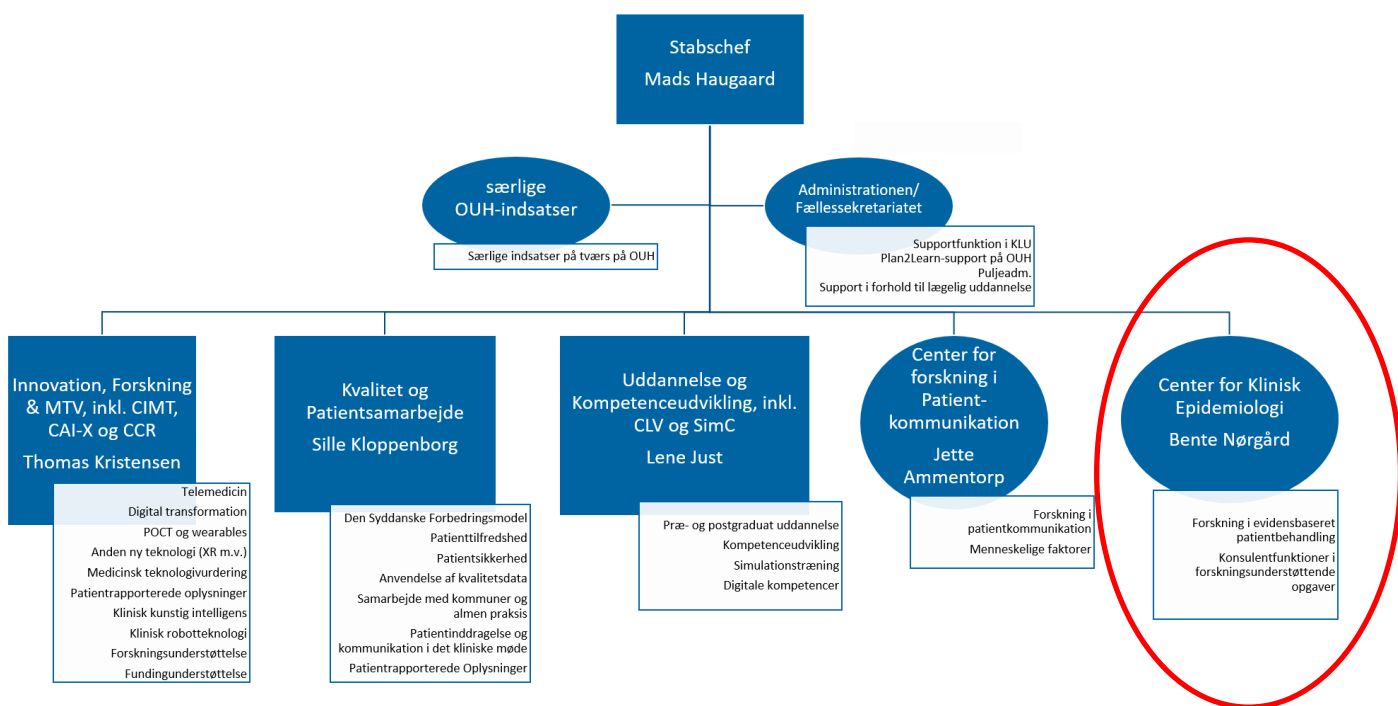 Stabschef
Mads Haugaard
særlige
OUH-indsatser
Særlige indsatser på tværs på OUH
Administrationen/
Fællessekretariatet
Supportfunktion i KLU
Plan2Learn-support på OUH
Puljeadm.
Support i forhold til lægelig uddannelse
Innovation, Forskning
& MTV, inkl. CIMT,
CAI-X og CCR
Thomas Kristensen
Telemedicin
Digital transformation
POCT og wearables
Anden ny teknologi (XR m.v.)
Medicinsk teknologivurdering
Patientrapporterede oplysninger
Klinisk kunstig intelligens
Klinisk robotteknologi
Forskningsunderstøttelse
Fundingunderstøttelse
Kvalitet og
Patientsamarbejde
Sille Kloppenborg
Den Syddanske Forbedringsmodel
Patienttilfredshed
Patientsikkerhed
Anvendelse af kvalitetsdata
Samarbejde med kommuner og
almen praksis
Patientinddragelse og
kommunikation i det kliniske møde
Patientrapporterede Oplysninger
Uddannelse og
Kompetenceudvikling, inkl.
CLV og SimC
Lene Just
Præ- og postgraduat uddannelse
Kompetenceudvikling
Simulationstræning
Digitale kompetencer
Center for
forskning i
Patient-
kommunikation
Jette
Ammentorp
Forskning i
patientkommunikation
Menneskelige faktorer
Center for Klinisk
Epidemiologi
Bente Nørgård
Forskning i evidensbaseret
patientbehandling
Konsulentfunktioner i
forskningsunderstøttende
opgaver